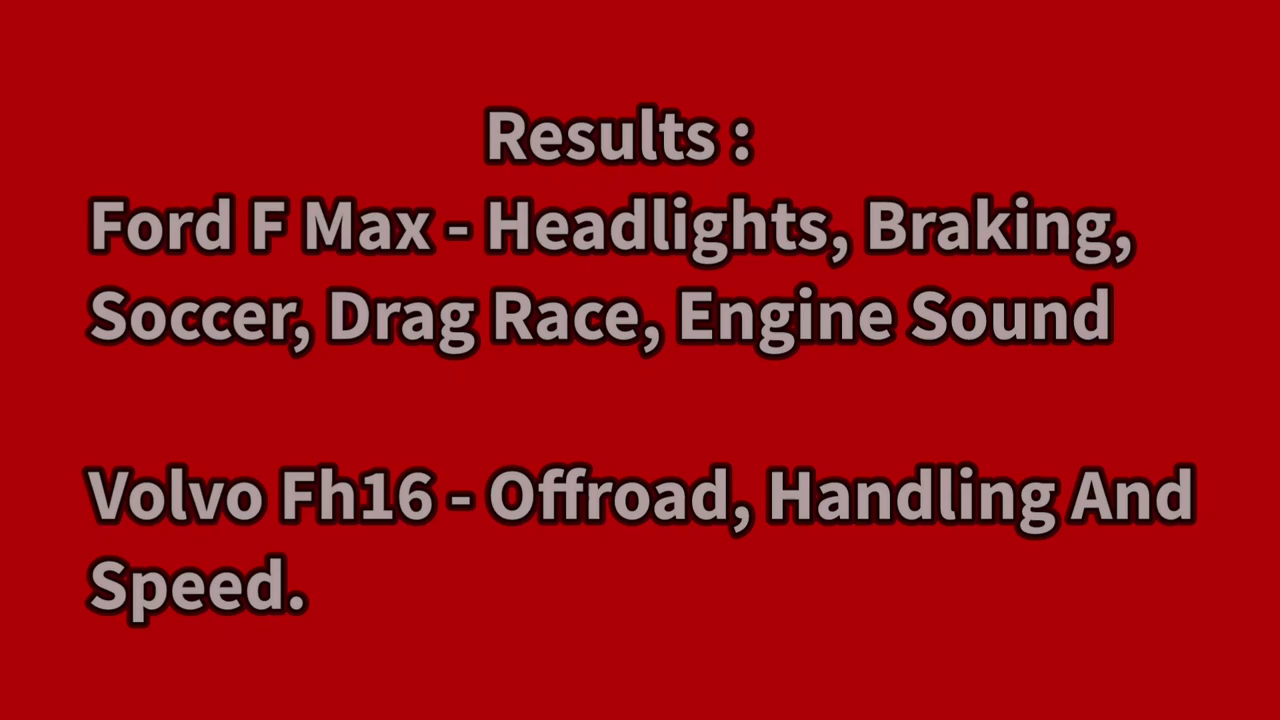 Results :
Ford F Max - Headlights, Braking,
Soccer, Drag Race, Engine Sound
Volvo Fh16 - Offroad, Handling And
Speed.